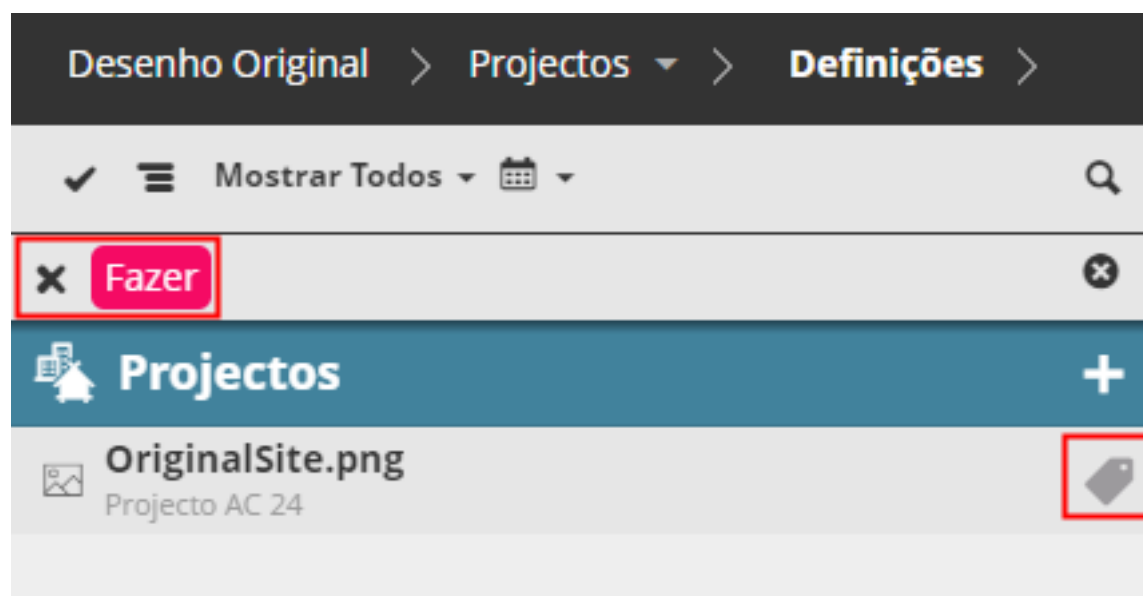 Desenho Original > Projectos > Definições >
Mostrar Todos
Fazer
Projectos
OriginalSite.png
Projecto AC 24